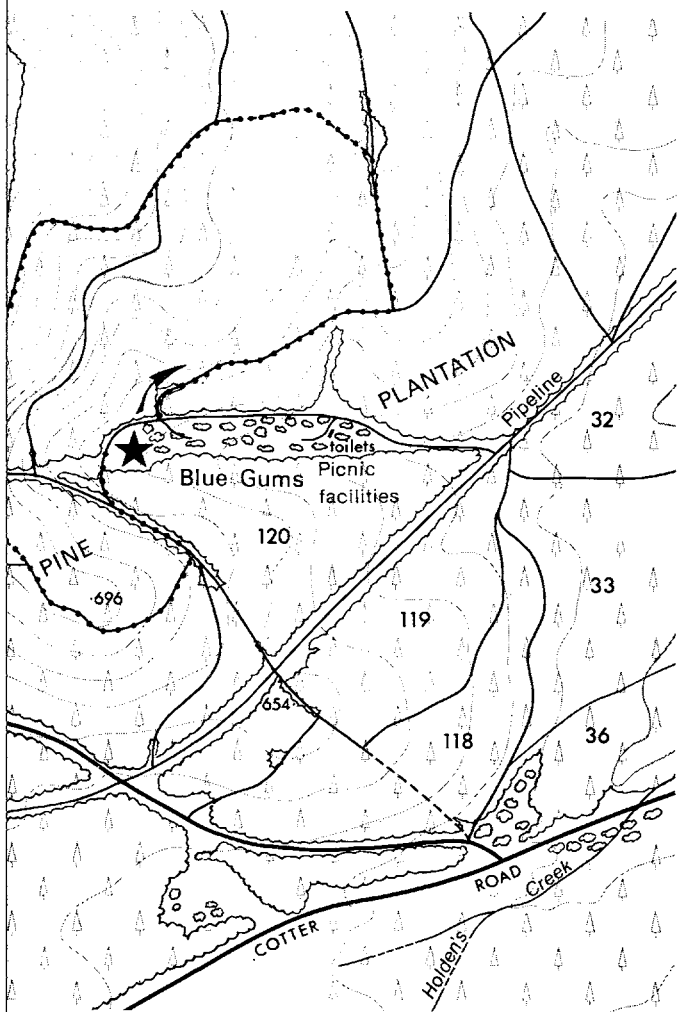 PLANTATION
Pipeline
32
toilets
Blue Gums
Picnic
facilities
120
PINE
696
33
119
654
118
36
ROAD
Creek
COTTER
Holden's